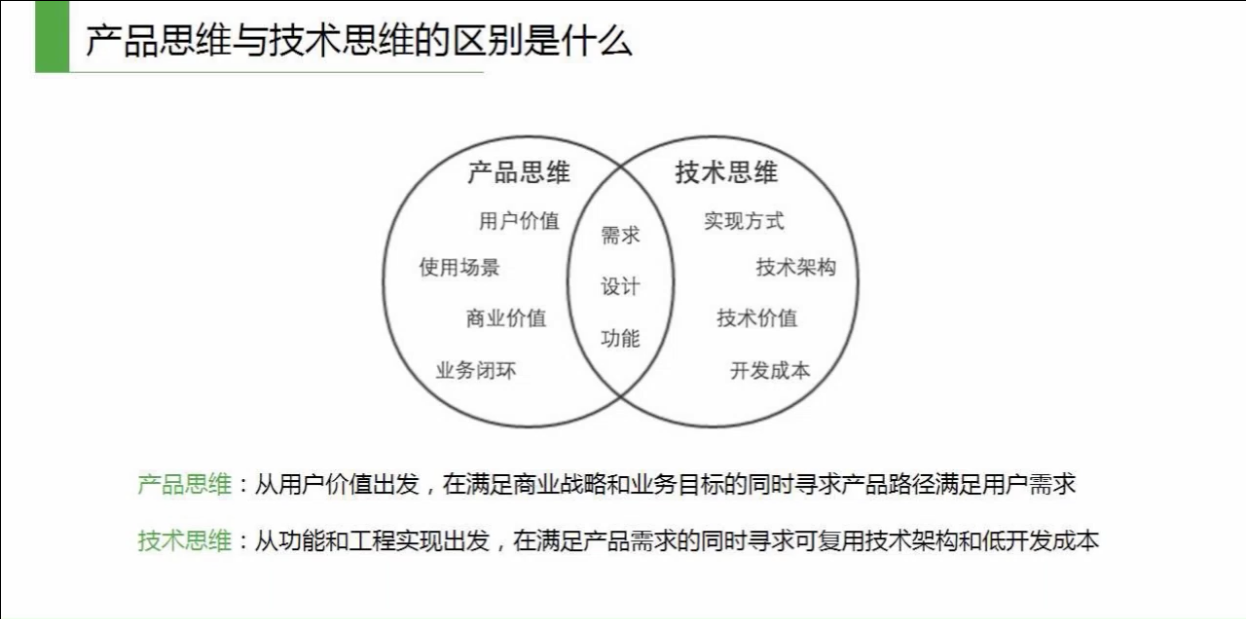 产品思维与技术思维的区别是什么
产品思维
技术思维
用户价值
使用场景
商业价值
业务闭环
需求
设计
功能
实现方式
技术架构
技术价值
开发成本
产品思维：从用户价值出发，在满足商业战略和业务目标的同时寻求产品路径满足用户需求
技术思维：从功能和工程实现出发，在满足产品需求的同时寻求可复用技术架构和低开发成本